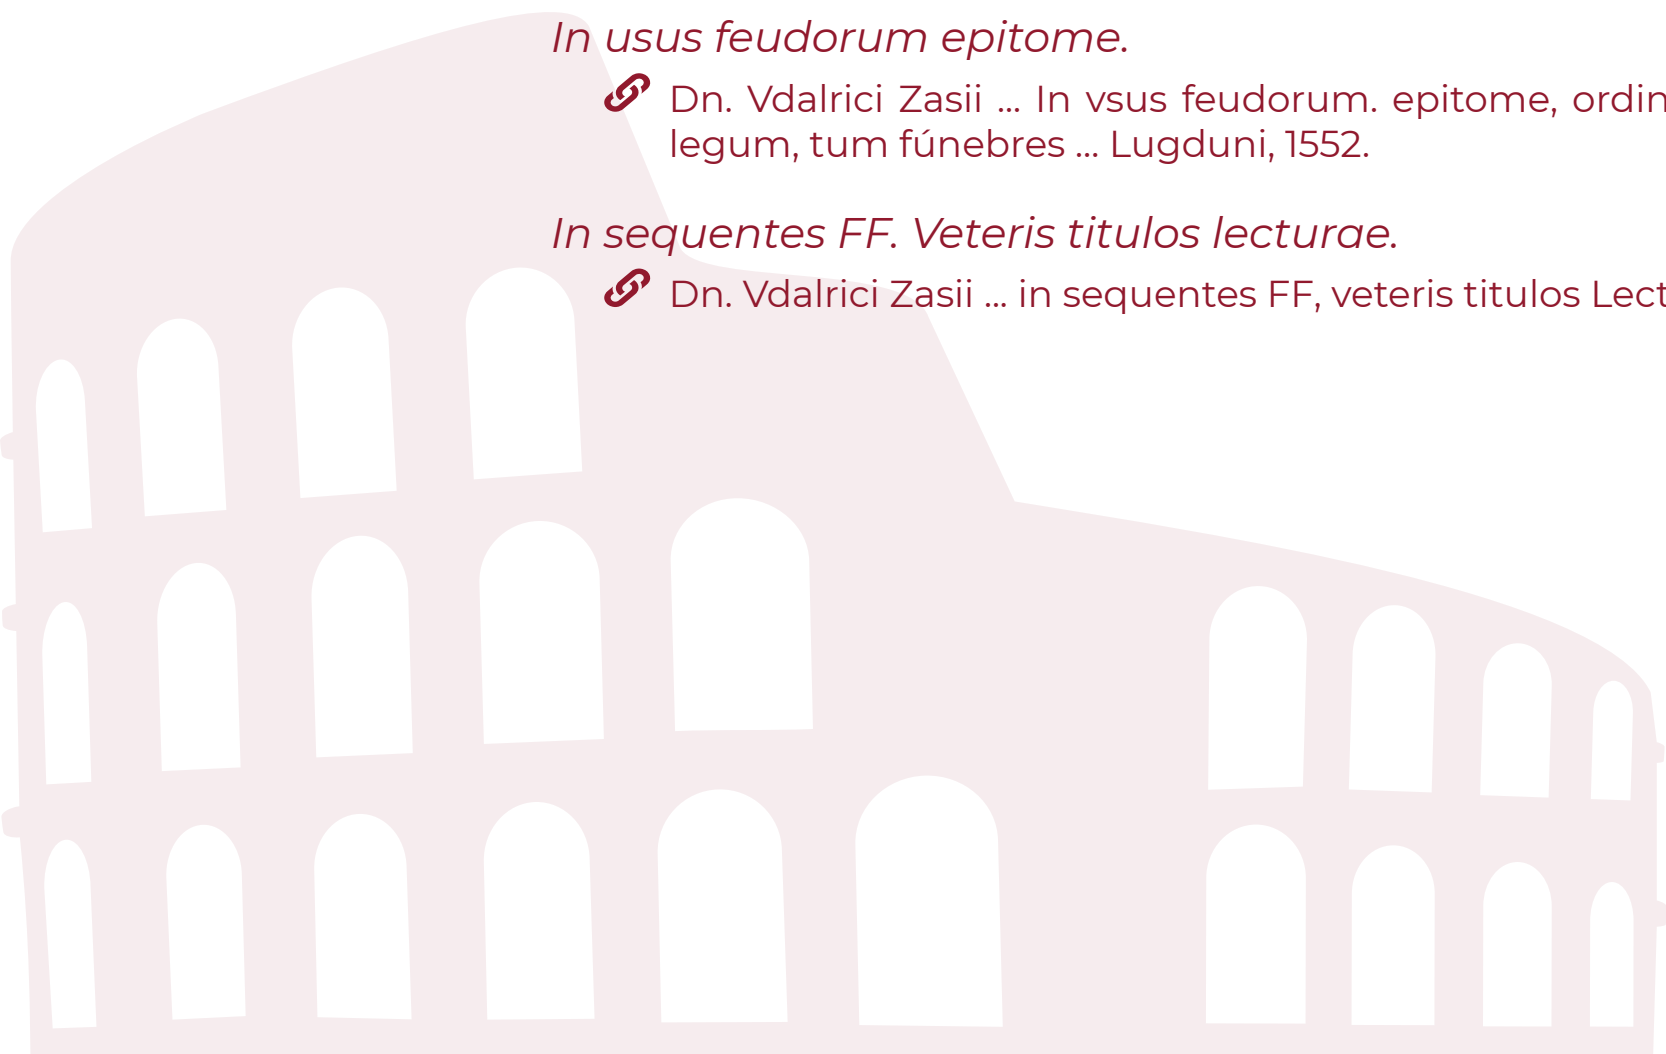 In usus feudorum epitome.
Dn. Vdalrici Zasii ... In vsus feudorum. epitome, ordin
legum, tum fúnebres ... Lugduni, 1552.
In sequentes FF. Veteris titulos lecturae.
Dn. Vdalrici Zasii ... in sequentes FF, veteris titulos Lect